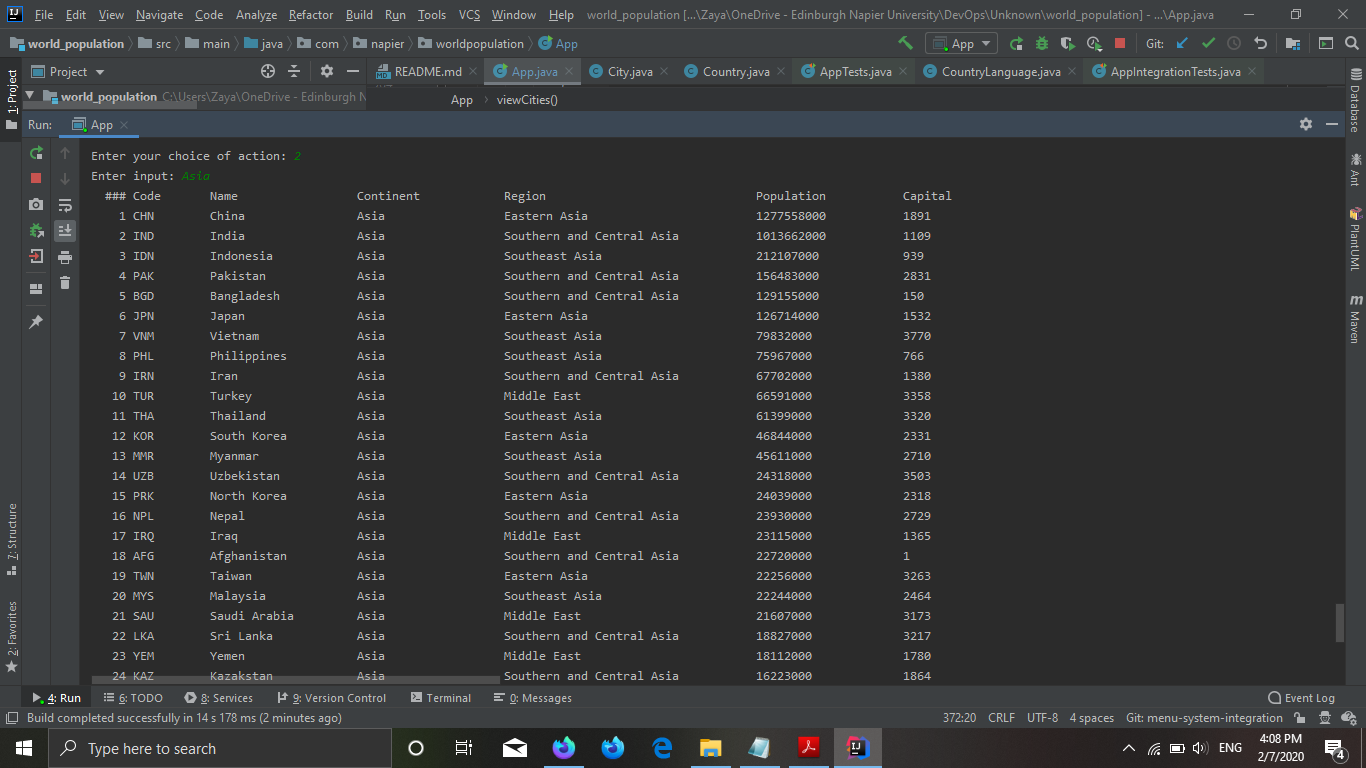 File Edit View Navigate Code Analyze Refactor Build Run Tools VCS Window Help world_population [...\Zaya\OneDrive - Edinburgh Napier University\DevOps\Unknown\world_population] - ...\App.java
world_population src main java com napier worldpopulation App App Git:
Project README.md App.java City.java Country.java AppTests.java CountryLanguage.java AppIntegrationTests.java
world_population C:\Users\Zaya\OneDrive - Edinburgh N App viewCities()
Run: App
Enter your choice of action: 2
Enter input: Asia
### Code Name Continent Region Population Capital
1 CHN China Asia Eastern Asia 1277558000 1891
2 IND India Asia Southern and Central Asia 1013662000 1109
3 IDN Indonesia Asia Southeast Asia 212107000 939
4 PAK Pakistan Asia Southern and Central Asia 156483000 2831
5 BGD Bangladesh Asia Southern and Central Asia 129155000 150
6 JPN Japan Asia Eastern Asia 126714000 1532
7 VNM Vietnam Asia Southeast Asia 79832000 3770
8 PHL Philippines Asia Southeast Asia 75967000 766
9 IRN Iran Asia Southern and Central Asia 67702000 1380
10 TUR Turkey Asia Middle East 66591000 3358
11 THA Thailand Asia Southeast Asia 61399000 3320
12 KOR South Korea Asia Eastern Asia 46844000 2331
13 MMR Myanmar Asia Southeast Asia 45611000 2710
14 UZB Uzbekistan Asia Southern and Central Asia 24318000 3503
15 PRK North Korea Asia Eastern Asia 24039000 2318
16 NPL Nepal Asia Southern and Central Asia 23930000 2729
17 IRQ Iraq Asia Middle East 23115000 1365
18 AFG Afghanistan Asia Southern and Central Asia 22720000 1
19 TWN Taiwan Asia Eastern Asia 22256000 3263
20 MYS Malaysia Asia Southeast Asia 22244000 2464
21 SAU Saudi Arabia Asia Middle East 21607000 3173
22 LKA Sri Lanka Asia Southern and Central Asia 18827000 3217
23 YEM Yemen Asia Middle East 18112000 1780
24 KAZ Kazakstan Asia Southern and Central Asia 16223000 1864
1: Project
7: Structure
2: Favorites
Database
Ant
PlantUML
m Maven
4: Run 6: TODO 8: Services 9: Version Control Terminal 0: Messages Event Log
Build completed successfully in 14 s 178 ms (2 minutes ago) 372:20 CRLF UTF-8 4 spaces Git: menu-system-integration
Type here to search ENG 4:08 PM
2/7/2020 4